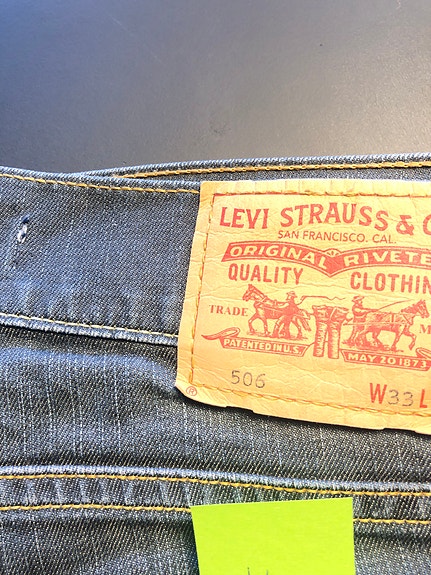 LEVI STRAUSS & C
SAN FRANCISCO. CAL.
ORIGINAL RIVETE
QUALITY CLOTHIN
TRADE M
PATENTED IN U.S. MAY 20 1873
506 W33 L
®